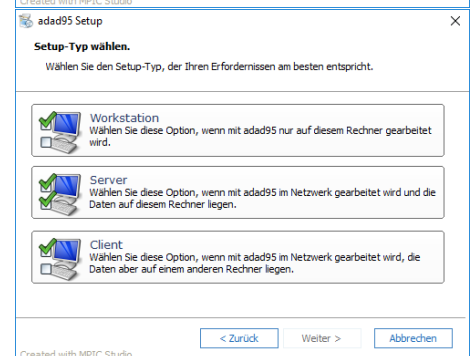 Created with MPIC Studio
adad95 Setup
Setup-Typ wählen.
Wählen Sie den Setup-Typ, der Ihren Erfordernissen am besten entspricht.
Workstation
Wählen Sie diese Option, wenn mit adad95 nur auf diesem Rechner gearbeitet
wird.
Server
Wählen Sie diese Option, wenn mit adad95 im Netzwerk gearbeitet wird und die
Daten auf diesem Rechner liegen.
Client
Wählen Sie diese Option, wenn mit adad95 im Netzwerk gearbeitet wird, die
Daten aber auf einem anderen Rechner liegen.
< Zurück Weiter > Abbrechen
Created with MPIC Studio